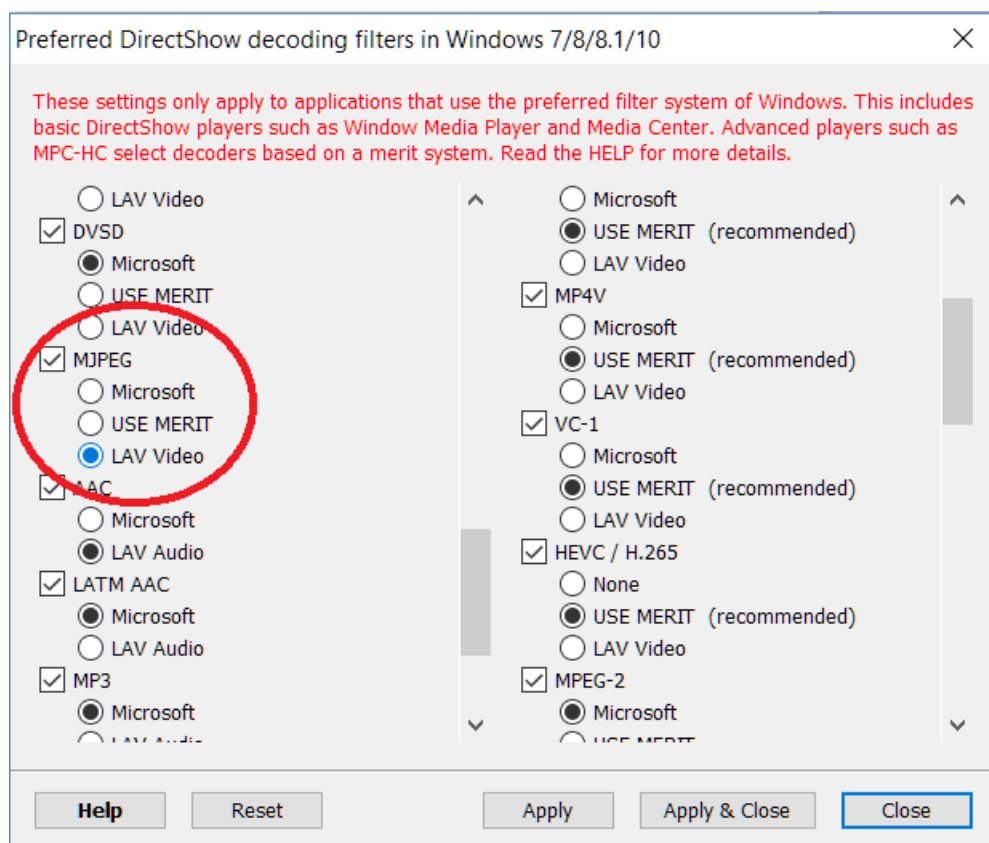 Preferred DirectShow decoding filters in Windows 7/8/8.1/10
These settings only apply to applications that use the preferred filter system of Windows. This includes
basic DirectShow players such as Window Media Player and Media Center. Advanced players such as
MPC-HC select decoders based on a merit system. Read the HELP for more details.
LAV Video
DVSD
Microsoft
USE MERIT
LAV Video
MJPEG
Microsoft
USE MERIT
LAV Video
AAC
Microsoft
LAV Audio
LATM AAC
Microsoft
LAV Audio
MP3
Microsoft
LAV Audio
Microsoft
USE MERIT (recommended)
LAV Video
MP4V
Microsoft
USE MERIT (recommended)
LAV Video
VC-1
Microsoft
USE MERIT (recommended)
LAV Video
HEVC / H.265
None
USE MERIT (recommended)
LAV Video
MPEG-2
Microsoft
USE MERIT
Help
Reset
Apply
Apply & Close
Close